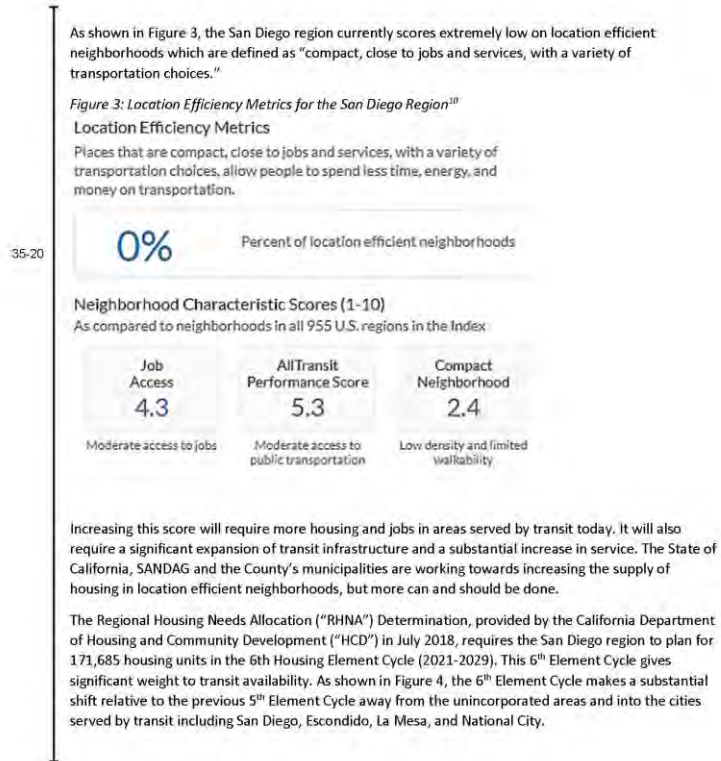 As shown in Figure 3, the San Diego region currently scores extremely low on location efficient
neighborhoods which are defined as “compact, close to jobs and services, with a variety of
transportation choices.”
Figure 3: Location Efficiency Metrics for the San Diego Region10
Location Efficiency Metrics
Places that are compact, close to jobs and services, with a variety of
transportation choices, allow people to spend less time, energy, and
money on transportation.
35-20
0%
Percent of location efficient neighborhoods
Neighborhood Characteristic Scores (1-10)
As compared to neighborhoods in all 955 U.S. regions in the Index
Job
Access
4.3
Moderate access to jobs
AllTransit
Performance Score
5.3
Moderate access to
public transportation
Compact
Neighborhood
2.4
Low density and limited
walkability
Increasing this score will require more housing and jobs in areas served by transit today. It will also
require a significant expansion of transit infrastructure and a substantial increase in service. The State of
California, SANDAG and the County’s municipalities are working towards increasing the supply of
housing in location efficient neighborhoods, but more can and should be done.
The Regional Housing Needs Allocation (“RHNA”) Determination, provided by the California Department
of Housing and Community Development (“HCD”) in July 2018, requires the San Diego region to plan for
171,685 housing units in the 6th Housing Element Cycle (2021-2029). This 6th Element Cycle gives
significant weight to transit availability. As shown in Figure 4, the 6th Element Cycle makes a substantial
shift relative to the previous 5th Element Cycle away from the unincorporated areas and into the cities
served by transit including San Diego, Escondido, La Mesa, and National City.